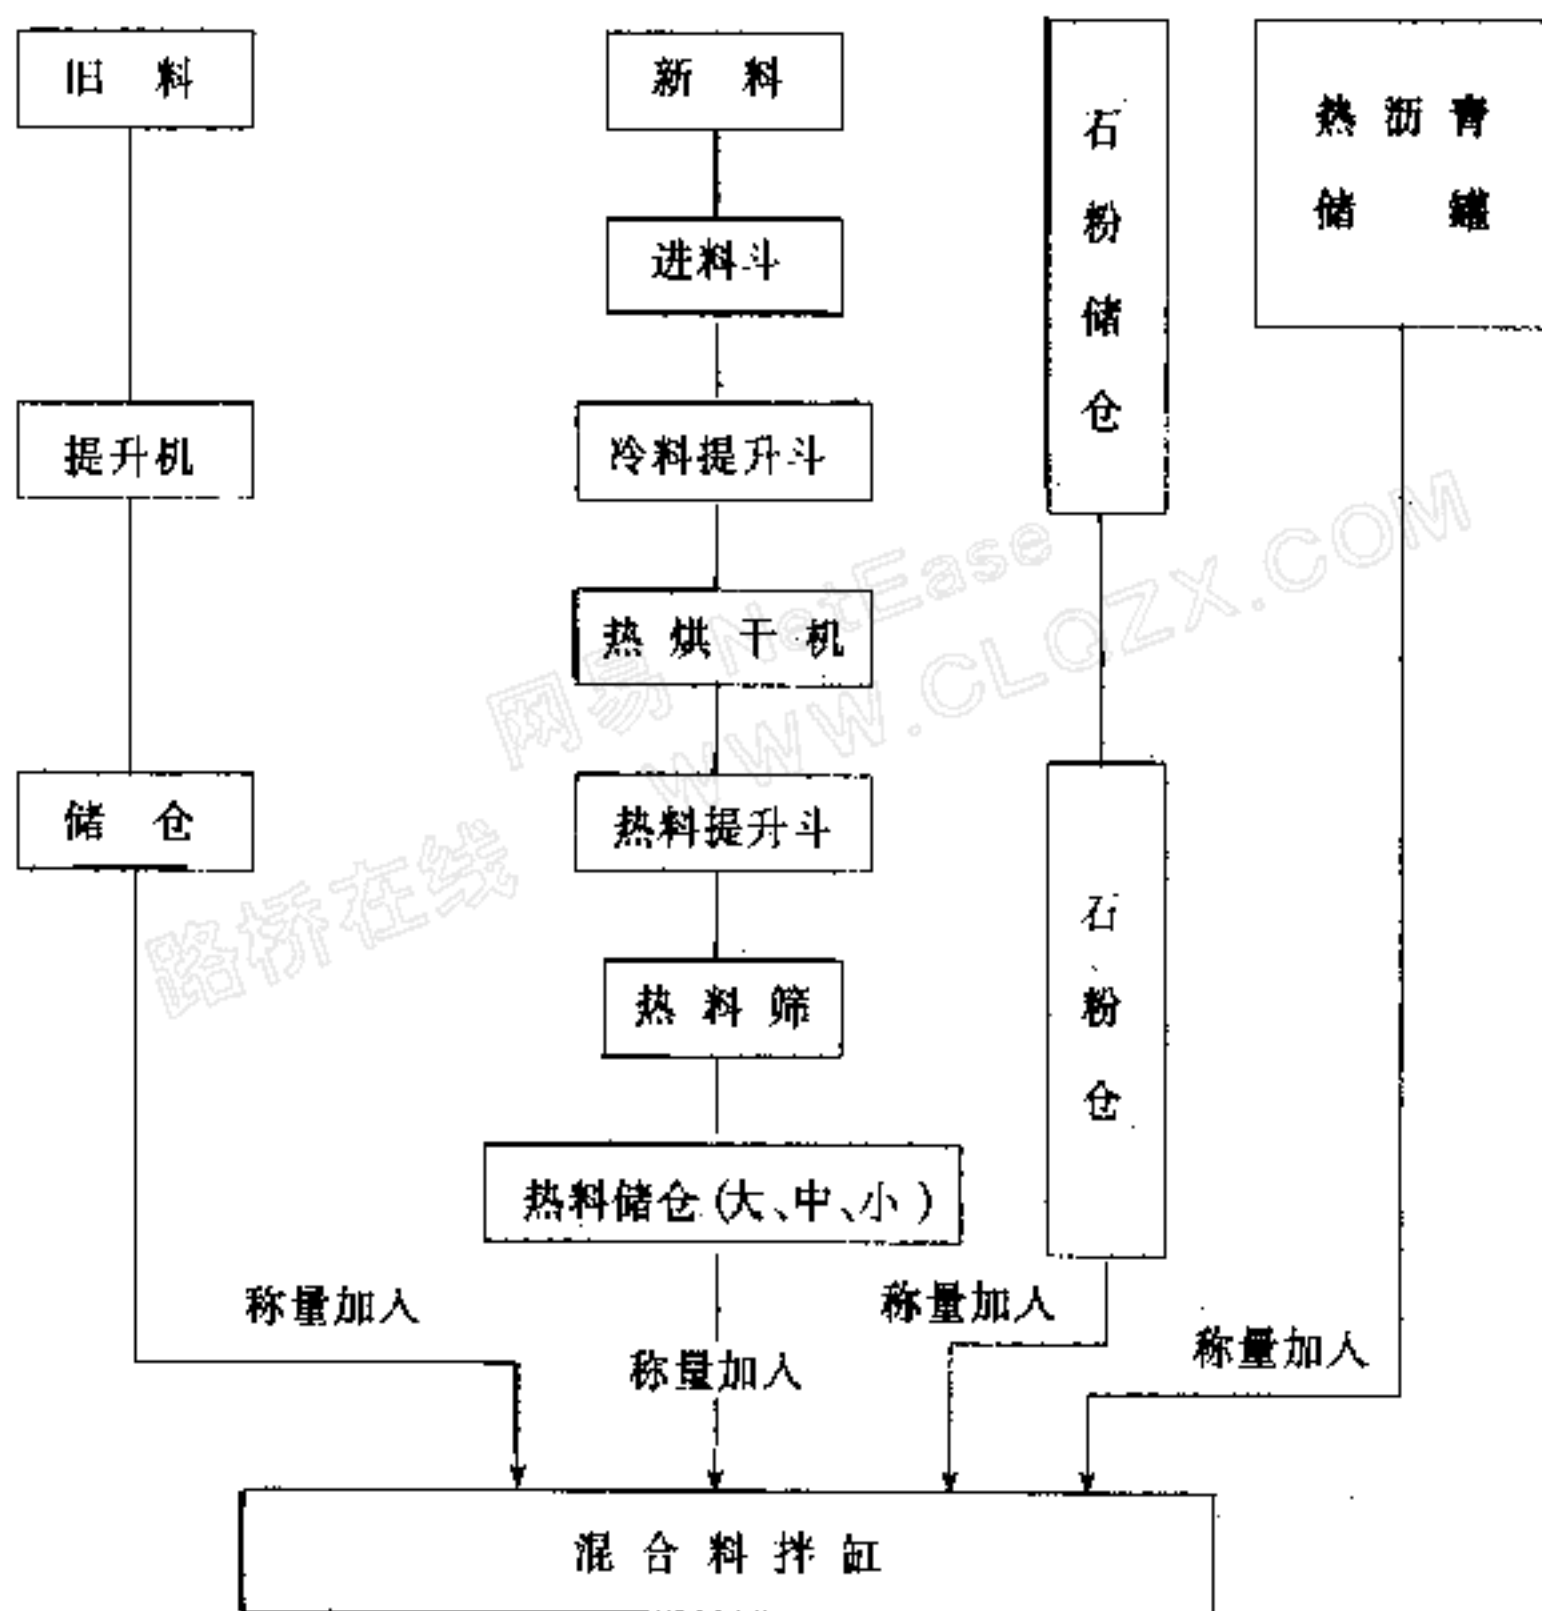 旧 料
新 料
石粉储仓
热沥青
储 罐
进料斗
提升机
冷料提升斗
热烘干机
储 仓
热料提升斗
石粉仓
热料筛
热料储仓(大、中、小)
称量加入
称量加入
称量加入
称量加入
混合料拌缸
网易 NetEase
路桥在线 WWW.CLQZX.COM